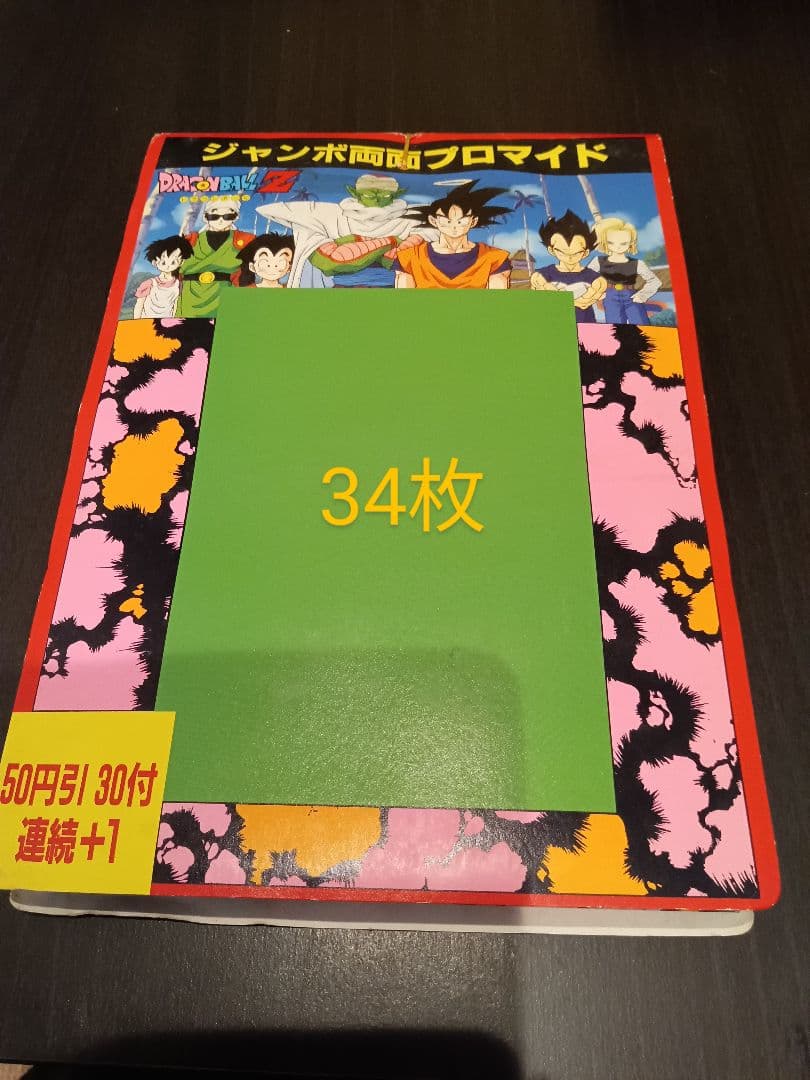 ジャンボ両面プロマイド
DRAGON BALL Z
34枚
50円引 30付
連続+1